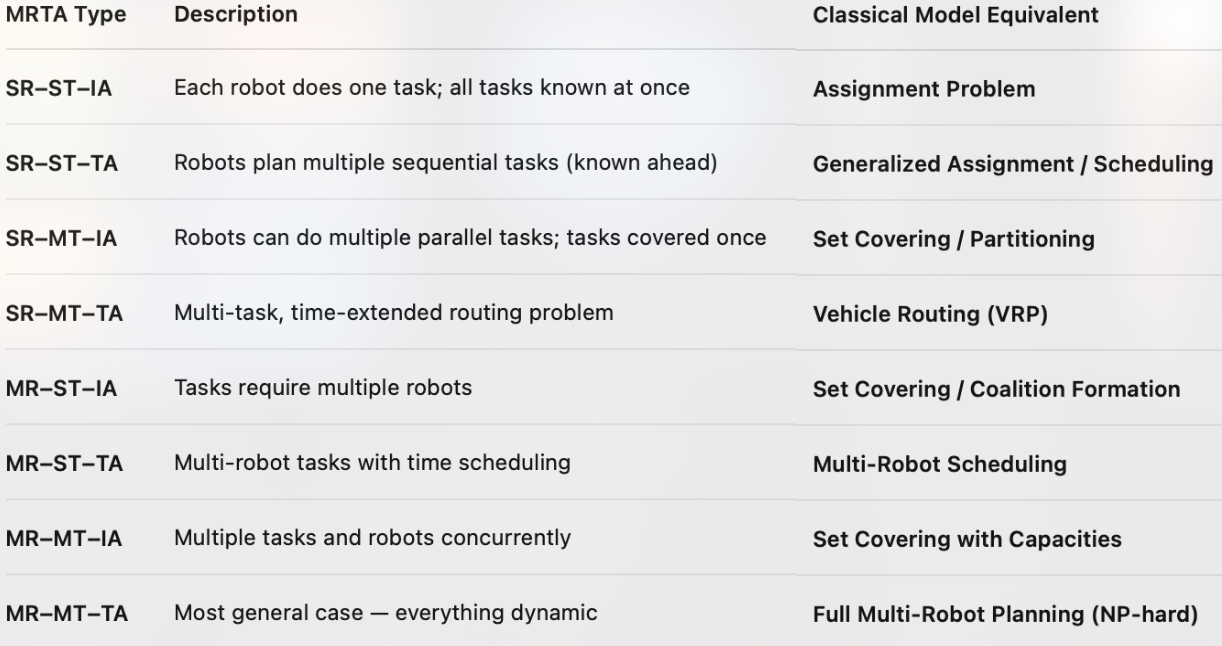 MRTA Type Description Classical Model Equivalent
SR–ST–IA Each robot does one task; all tasks known at once Assignment Problem
SR–ST–TA Robots plan multiple sequential tasks (known ahead) Generalized Assignment / Scheduling
SR–MT–IA Robots can do multiple parallel tasks; tasks covered once Set Covering / Partitioning
SR–MT–TA Multi-task, time-extended routing problem Vehicle Routing (VRP)
MR–ST–IA Tasks require multiple robots Set Covering / Coalition Formation
MR–ST–TA Multi-robot tasks with time scheduling Multi-Robot Scheduling
MR–MT–IA Multiple tasks and robots concurrently Set Covering with Capacities
MR–MT–TA Most general case — everything dynamic Full Multi-Robot Planning (NP-hard)